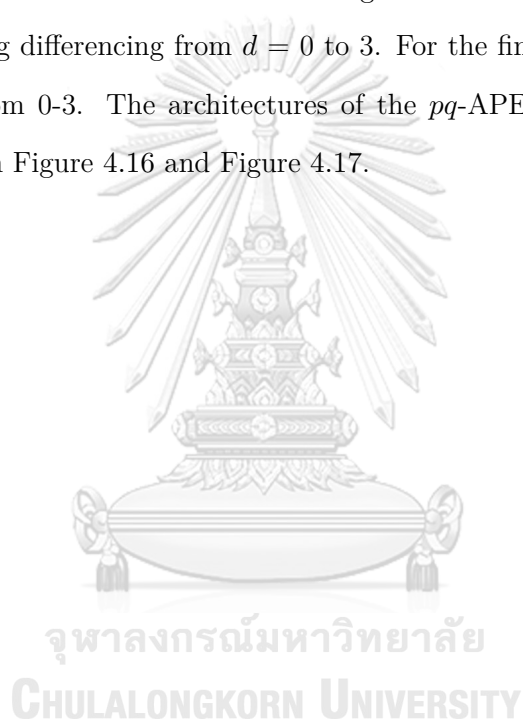 g differencing from d = 0 to 3. For the fin
om 0-3. The architectures of the pq-APE
n Figure 4.16 and Figure 4.17.
จุฬาลงกรณ์มหาวิทยาลัย
CHULALONGKORN UNIVERSITY